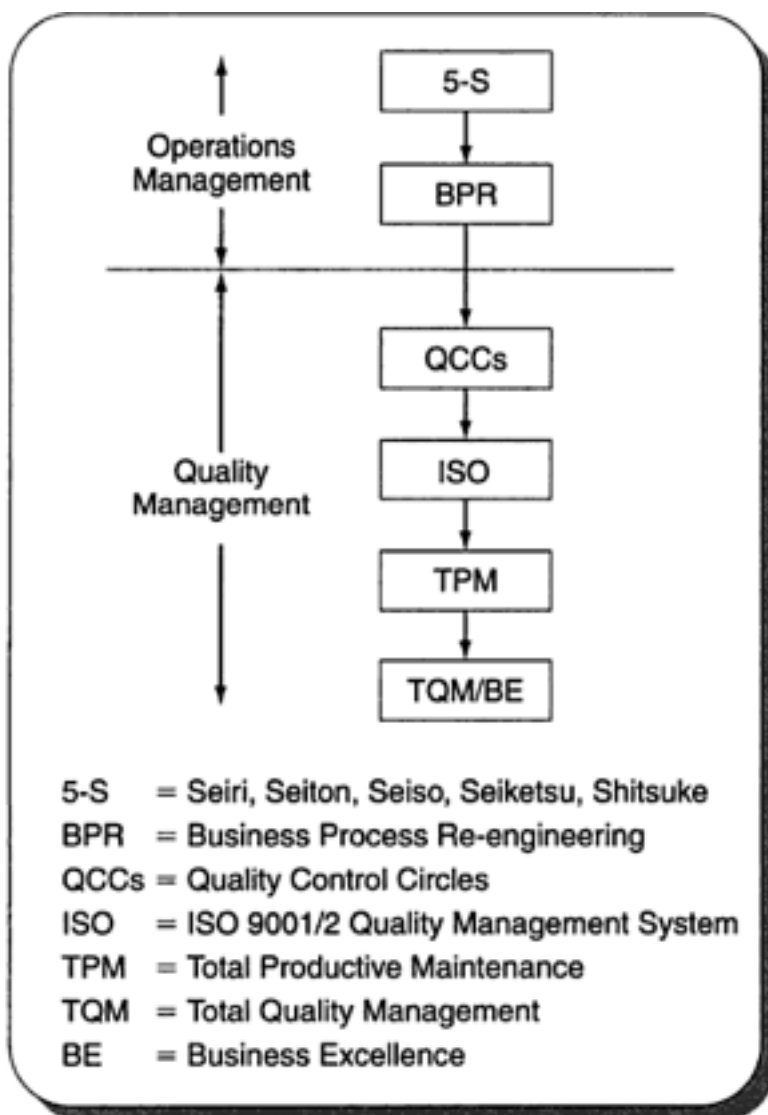 5-S
Operations
Management
BPR
QCCs
Quality
Management
ISO
TPM
TQM/BE
5-S = Seiri, Seiton, Seiso, Seiketsu, Shitsuke
BPR = Business Process Re-engineering
QCCs = Quality Control Circles
ISO = ISO 9001/2 Quality Management System
TPM = Total Productive Maintenance
TQM = Total Quality Management
BE = Business Excellence